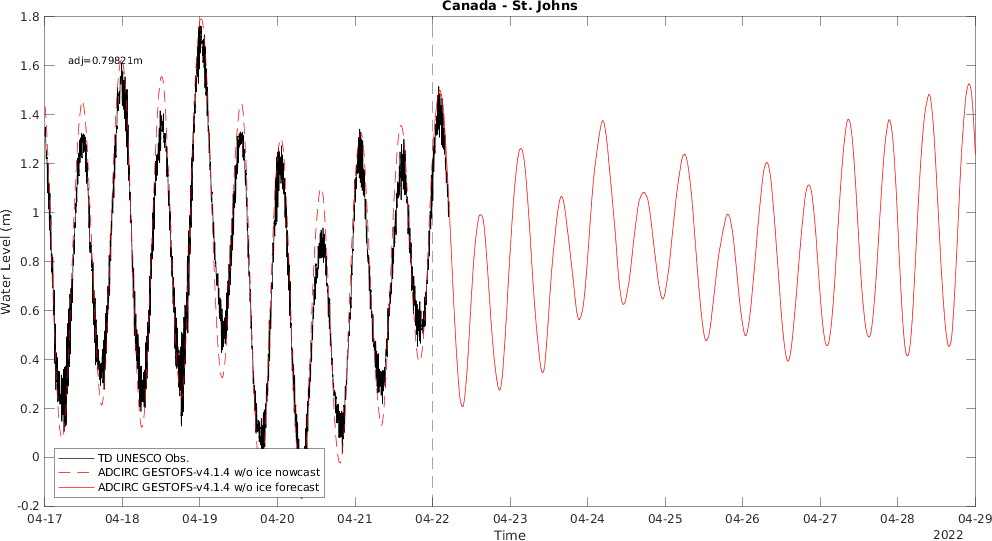 Canada - St. Johns
1.8
1.6
1.4
1.2
1
0.8
0.6
0.4
0.2
0
-0.2
Water Level (m)
adj=0.79821m
TD UNESCO Obs.
ADCIRC GESTOFS-v4.1.4 w/o ice nowcast
ADCIRC GESTOFS-v4.1.4 w/o ice forecast
04-17 04-18 04-19 04-20 04-21 04-22 04-23 04-24 04-25 04-26 04-27 04-28 04-29
Time
2022